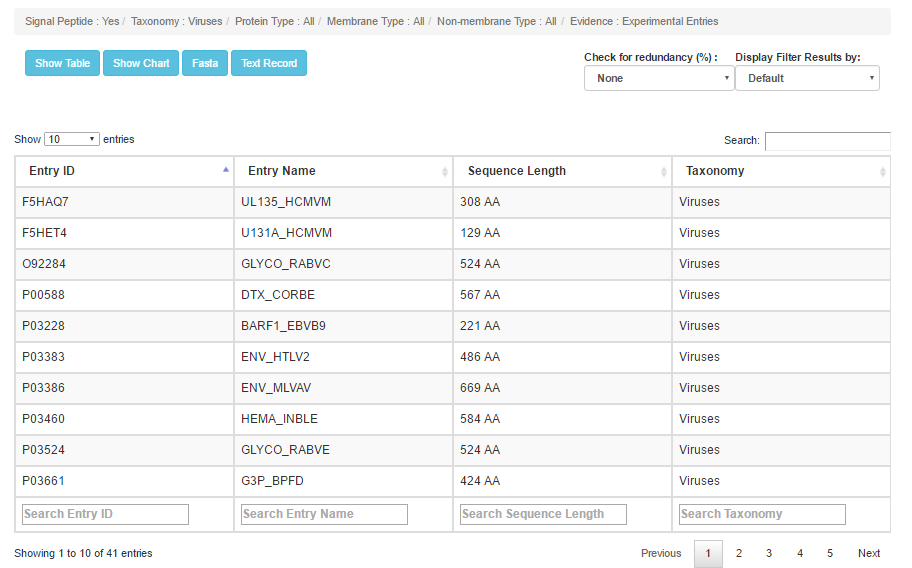 Signal Peptide : Yes / Taxonomy : Viruses / Protein Type : All / Membrane Type : All / Non-membrane Type : All / Evidence : Experimental Entries
Show Table Show Chart Fasta Text Record
Check for redundancy (%) : Display Filter Results by:
None Default
Show 10 entries Search:
Entry ID Entry Name Sequence Length Taxonomy
F5HAQ7 UL135_HCMVM 308 AA Viruses
F5HET4 U131A_HCMVM 129 AA Viruses
O92284 GLYCO_RABVC 524 AA Viruses
P00588 DTX_CORBE 567 AA Viruses
P03228 BARF1_EBVB9 221 AA Viruses
P03383 ENV_HTLV2 486 AA Viruses
P03386 ENV_MLVAV 669 AA Viruses
P03460 HEMA_INBLE 584 AA Viruses
P03524 GLYCO_RABVE 524 AA Viruses
P03661 G3P_BPFD 424 AA Viruses
Search Entry ID Search Entry Name Search Sequence Length Search Taxonomy
Showing 1 to 10 of 41 entries Previous 1 2 3 4 5 Next